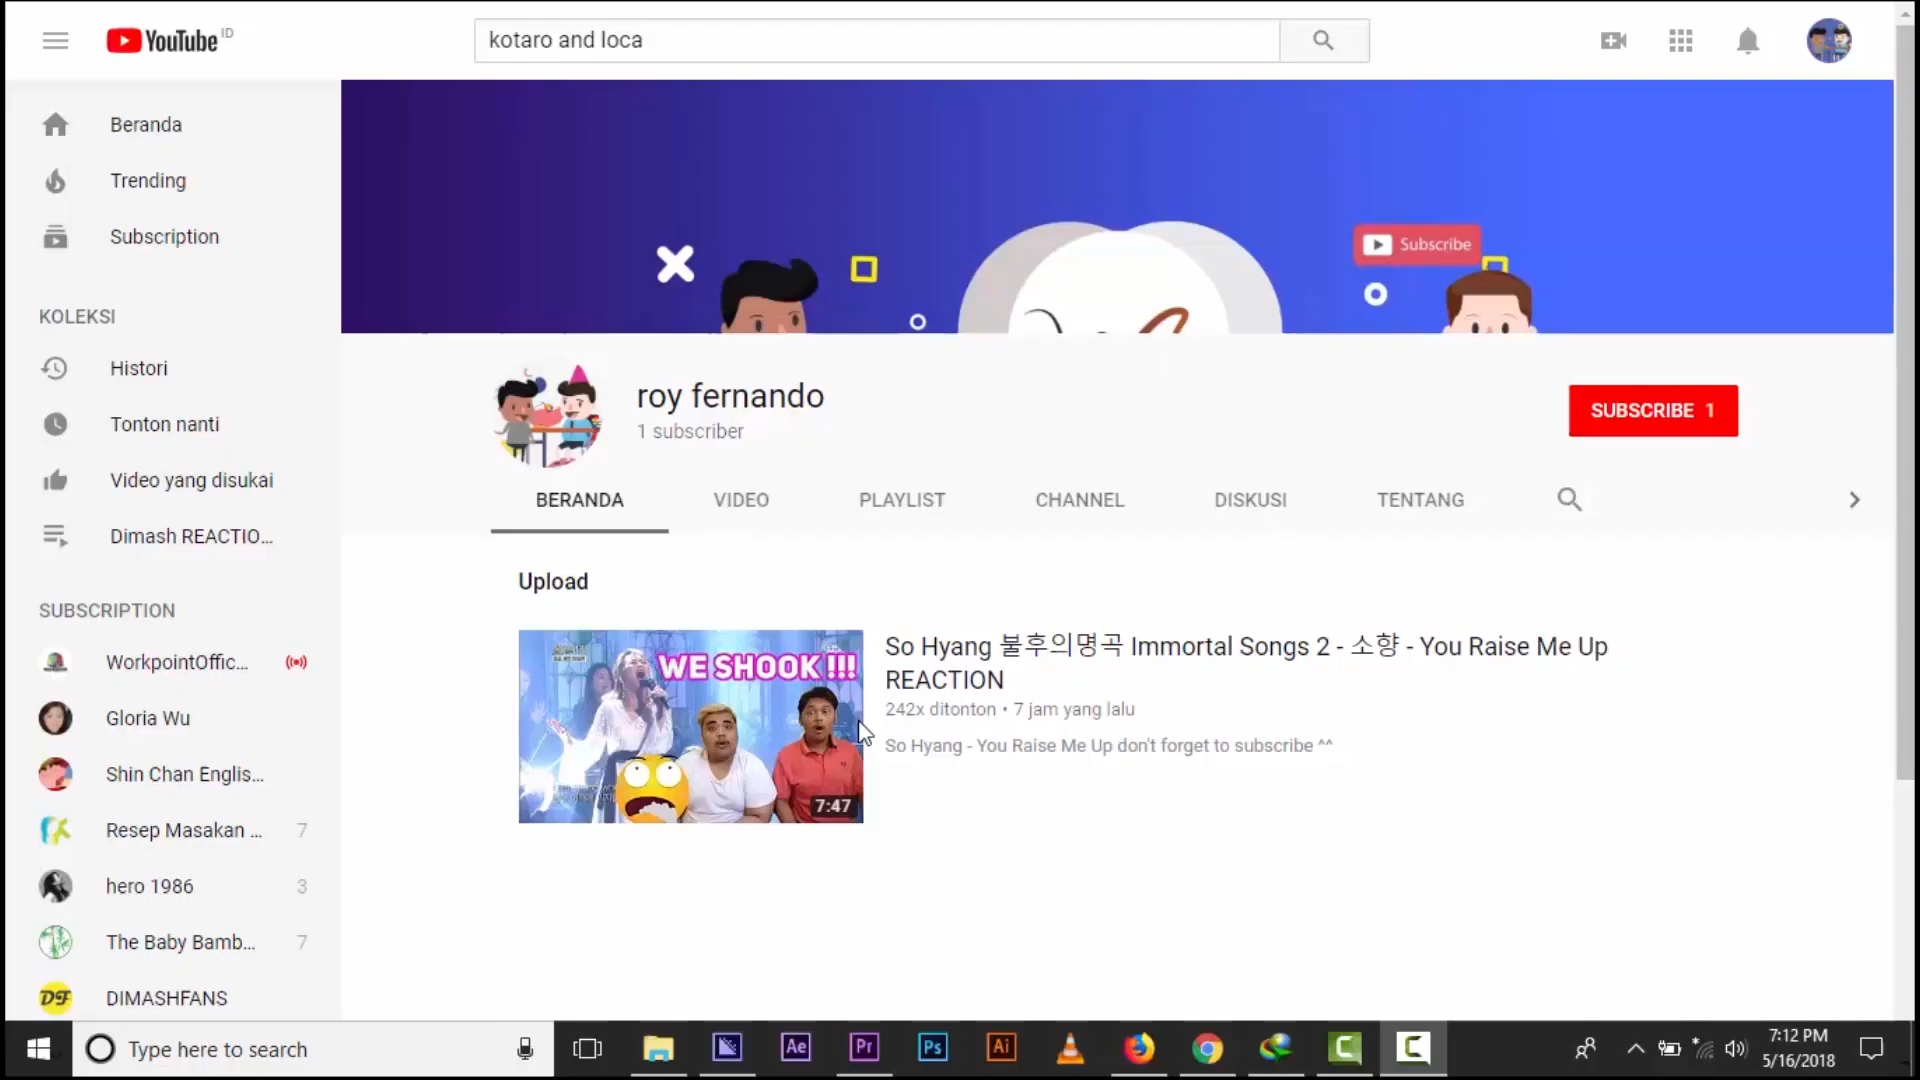 YouTube ID
kotaro and loca
Beranda
Trending
Subscription
KOLEKSI
Histori
Tonton nanti
Video yang disukai
Dimash REACTIO...
SUBSCRIPTION
WorkpointOffic...
Gloria Wu
Shin Chan Englis...
Resep Masakan ... 7
hero 1986 3
The Baby Bamb... 7
DF DIMASHFANS
Subscribe
roy fernando
1 subscriber
SUBSCRIBE 1
BERANDA VIDEO PLAYLIST CHANNEL DISKUSI TENTANG
Upload
WE SHOOK !!!
7:47
So Hyang 불후의명곡 Immortal Songs 2 - 소향 - You Raise Me Up
REACTION
242x ditonton • 7 jam yang lalu
So Hyang - You Raise Me Up don't forget to subscribe ^^
Type here to search
Ae
Pr
Ps
Ai
7:12 PM
5/16/2018